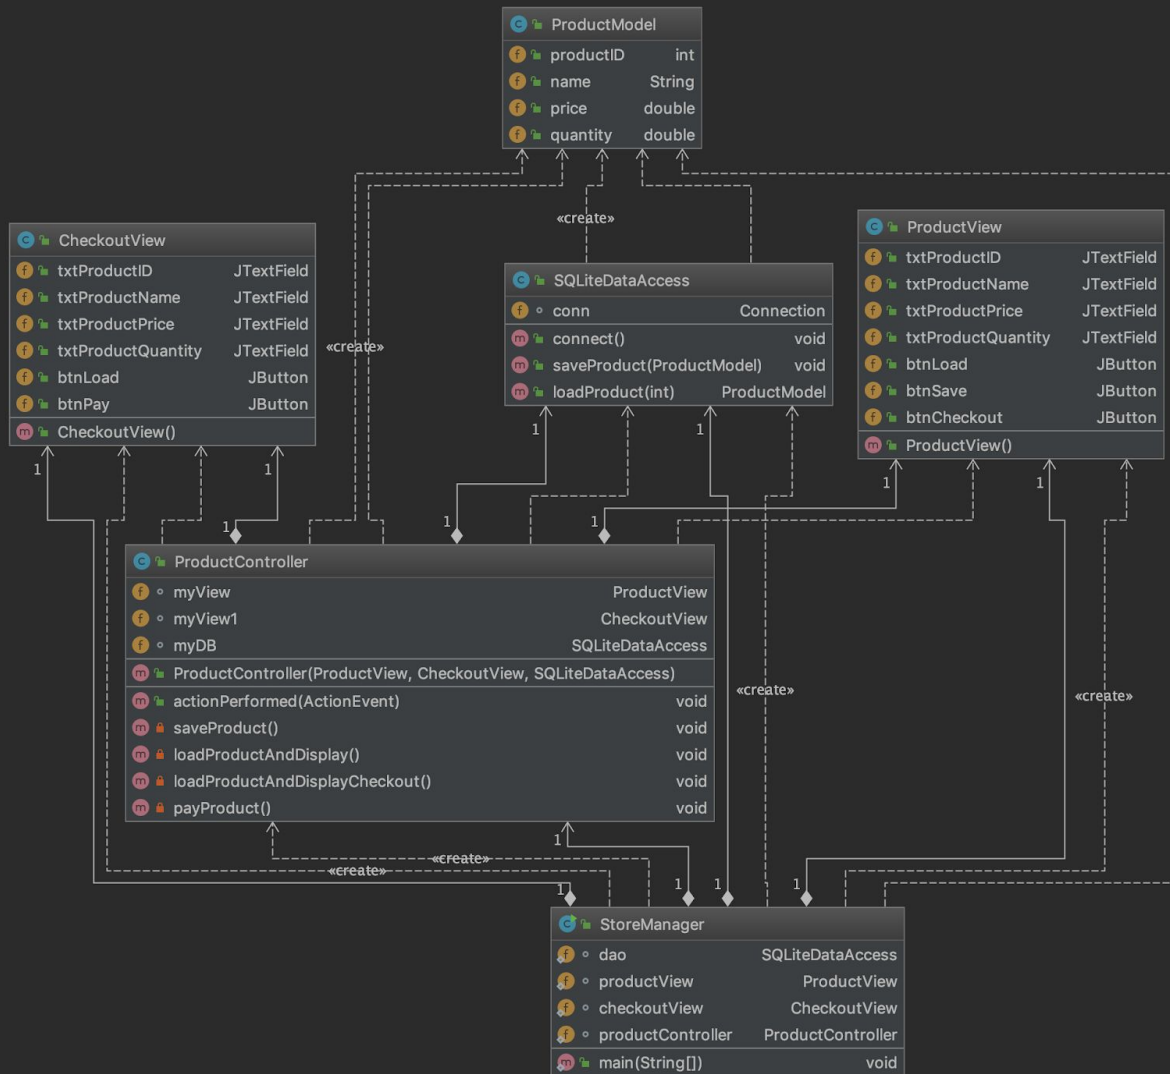 ProductModel
productID int
name String
price double
quantity double
«create»
CheckoutView
txtProductID JTextField
txtProductName JTextField
txtProductPrice JTextField
txtProductQuantity JTextField
btnLoad JButton
btnPay JButton
CheckoutView()
«create»
SQLiteDataAccess
conn Connection
connect() void
saveProduct(ProductModel) void
loadProduct(int) ProductModel
ProductView
txtProductID JTextField
txtProductName JTextField
txtProductPrice JTextField
txtProductQuantity JTextField
btnLoad JButton
btnSave JButton
btnCheckout JButton
ProductView()
1 1 1 1 1 1
1 1 1
ProductController
myView ProductView
myView1 CheckoutView
myDB SQLiteDataAccess
ProductController(ProductView, CheckoutView, SQLiteDataAccess)
actionPerformed(ActionEvent) void
saveProduct() void
loadProductAndDisplay() void
loadProductAndDisplayCheckout() void
payProduct() void
«create»
«create»
1
«create»
«create»
1 1 1 1
StoreManager
dao SQLiteDataAccess
productView ProductView
checkoutView CheckoutView
productController ProductController
main(String[]) void